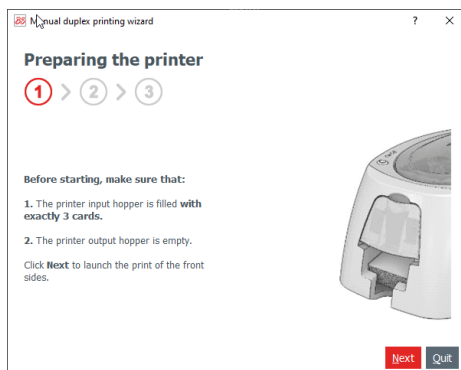 Manual duplex printing wizard
Preparing the printer
1 > 2 > 3
Before starting, make sure that:
1. The printer input hopper is filled with
exactly 3 cards.
2. The printer output hopper is empty.
Click Next to launch the print of the front
sides.
Next Quit